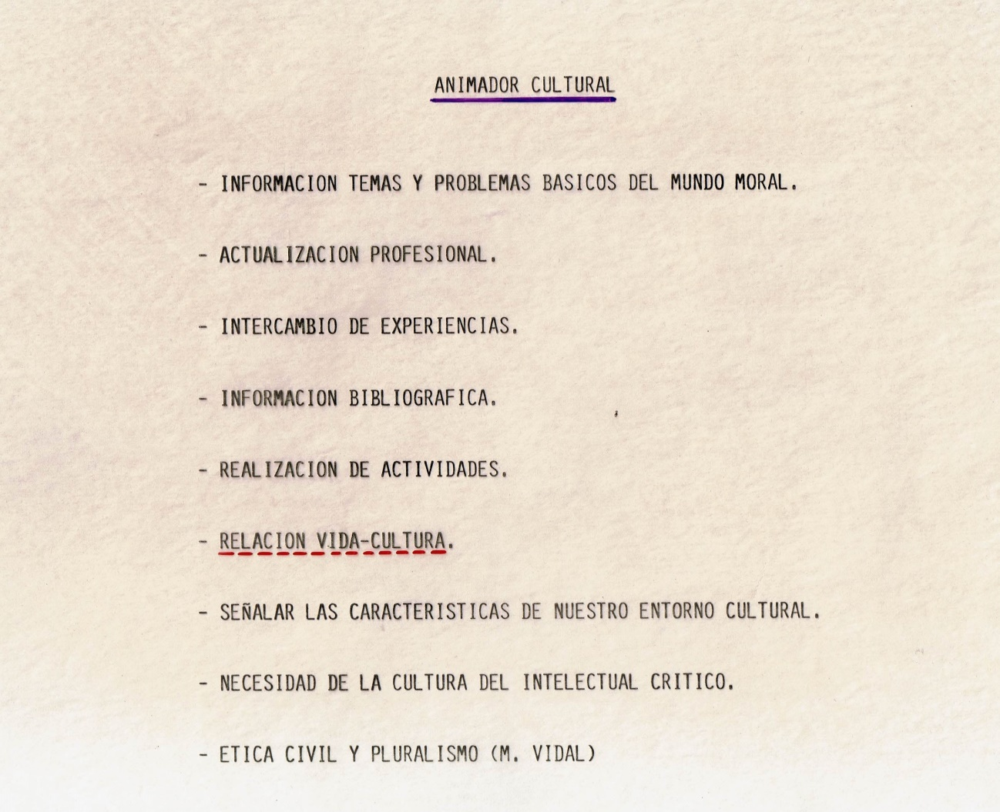 ANIMADOR CULTURAL
- INFORMACION TEMAS Y PROBLEMAS BASICOS DEL MUNDO MORAL.
- ACTUALIZACION PROFESIONAL.
- INTERCAMBIO DE EXPERIENCIAS.
- INFORMACION BIBLIOGRAFICA.
- REALIZACION DE ACTIVIDADES.
- RELACION VIDA-CULTURA.
- SEÑALAR LAS CARACTERISTICAS DE NUESTRO ENTORNO CULTURAL.
- NECESIDAD DE LA CULTURA DEL INTELECTUAL CRITICO.
- ETICA CIVIL Y PLURALISMO (M. VIDAL)